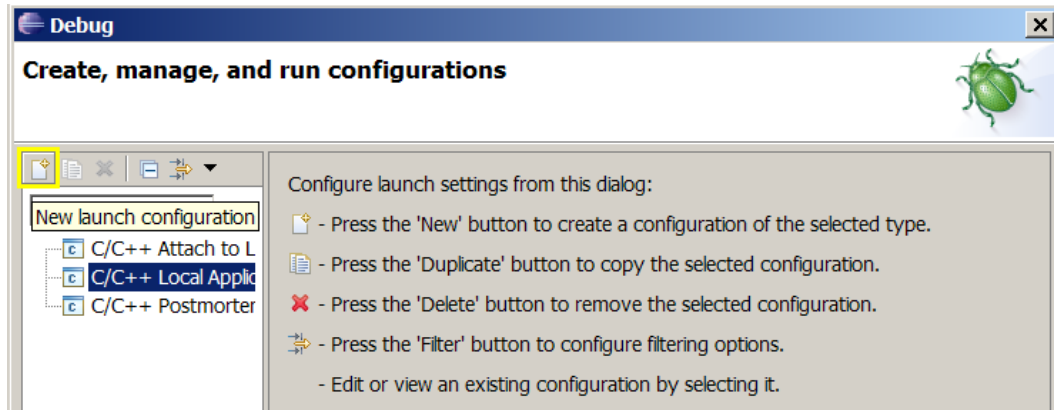 Debug
Create, manage, and run configurations
New launch configuration
C/C++ Attach to L
C/C++ Local Applic
C/C++ Postmorter
Configure launch settings from this dialog:
- Press the 'New' button to create a configuration of the selected type.
- Press the 'Duplicate' button to copy the selected configuration.
- Press the 'Delete' button to remove the selected configuration.
- Press the 'Filter' button to configure filtering options.
- Edit or view an existing configuration by selecting it.